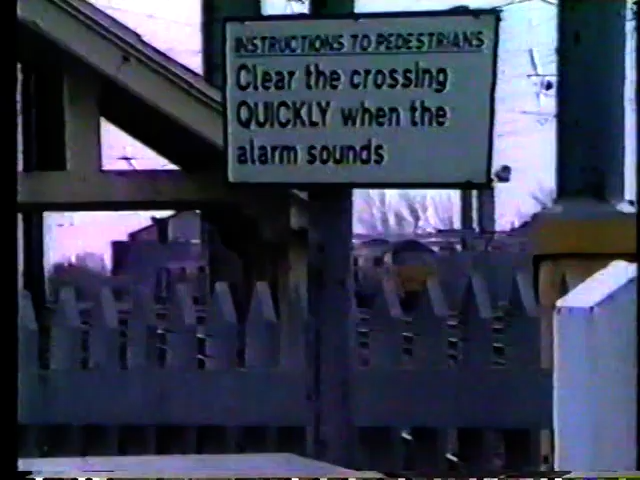 INSTRUCTIONS TO PEDESTRIANS
Clear the crossing
QUICKLY when the
alarm sounds